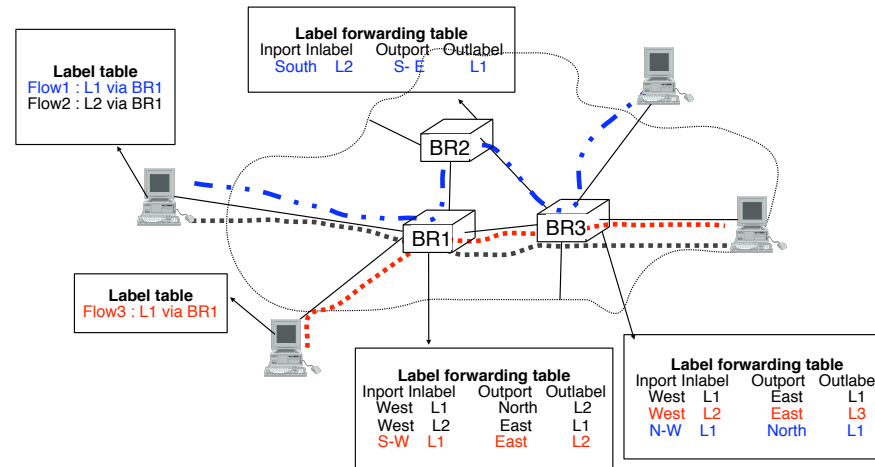 Label forwarding table
Inport Inlabel Outport Outlabel
South L2 S- E L1
Label table
Flow1 : L1 via BR1
Flow2 : L2 via BR1
BR2
BR1
BR3
Label table
Flow3 : L1 via BR1
Label forwarding table
Inport Inlabel Outport Outlabel
West L1 North L2
West L2 East L1
S-W L1 East L2
Label forwarding table
Inport Inlabel Outport Outlabel
West L1 East L1
West L2 East L3
N-W L1 North L1